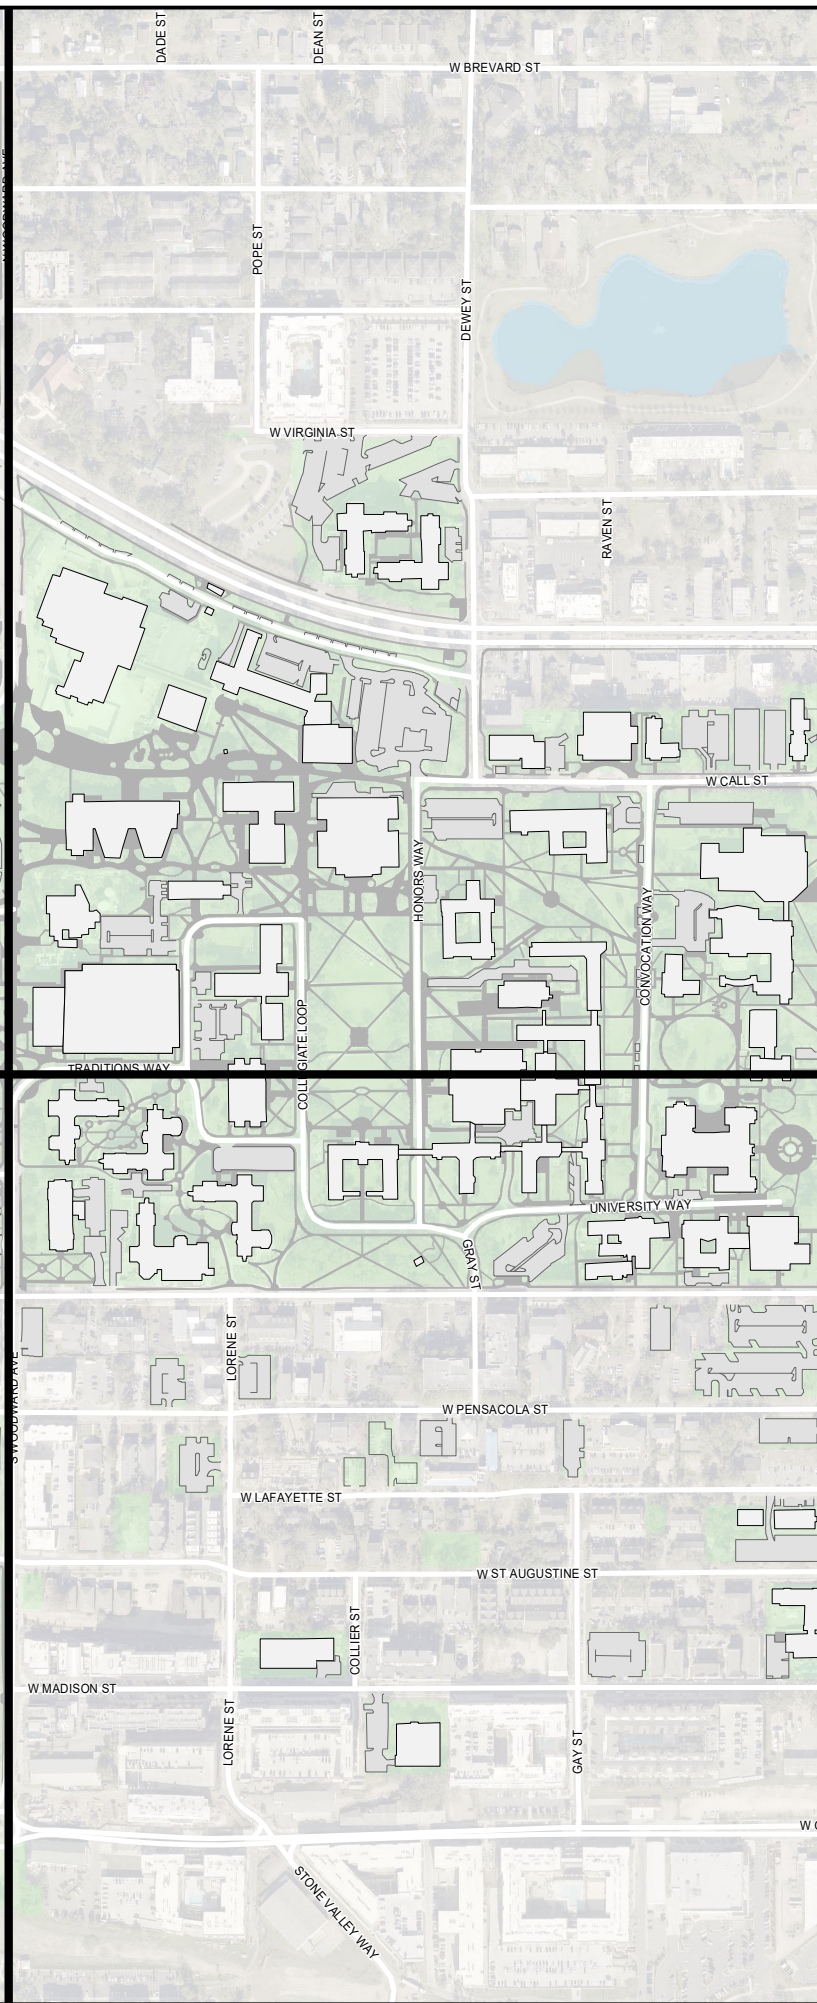 DADE ST
DEAN ST
W BREVARD ST
POPE ST
DEWEY ST
W VIRGINIA ST
RAVEN ST
W CALL ST
HONORS WAY
CONVOCATION WAY
COLLEGIATE LOOP
TRADITIONS WAY
UNIVERSITY WAY
GRAY ST
LORENE ST
S WOODWARD AVE
W PENSACOLA ST
W LAFAYETTE ST
W ST AUGUSTINE ST
COLLIER ST
W MADISON ST
LORENE ST
GAY ST
W
STONE VALLEY WAY